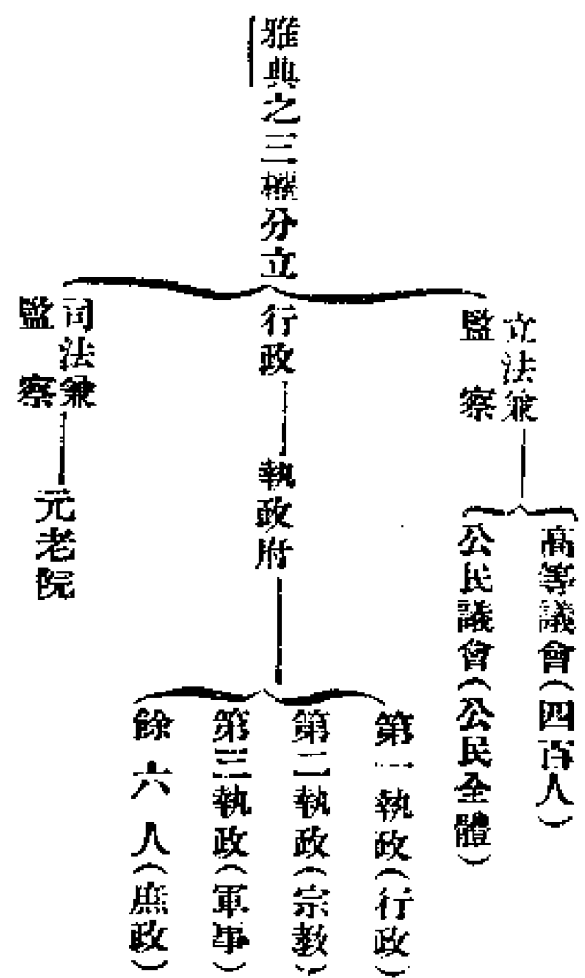 雅典之三權分立
立法兼
監察
高等議會(四百人)
公民議會(公民全體)
行政
執政府
第一執政(行政)
第二執政(宗教)
第三執政(軍事)
餘六人(庶政)
司法兼
監察
元老院